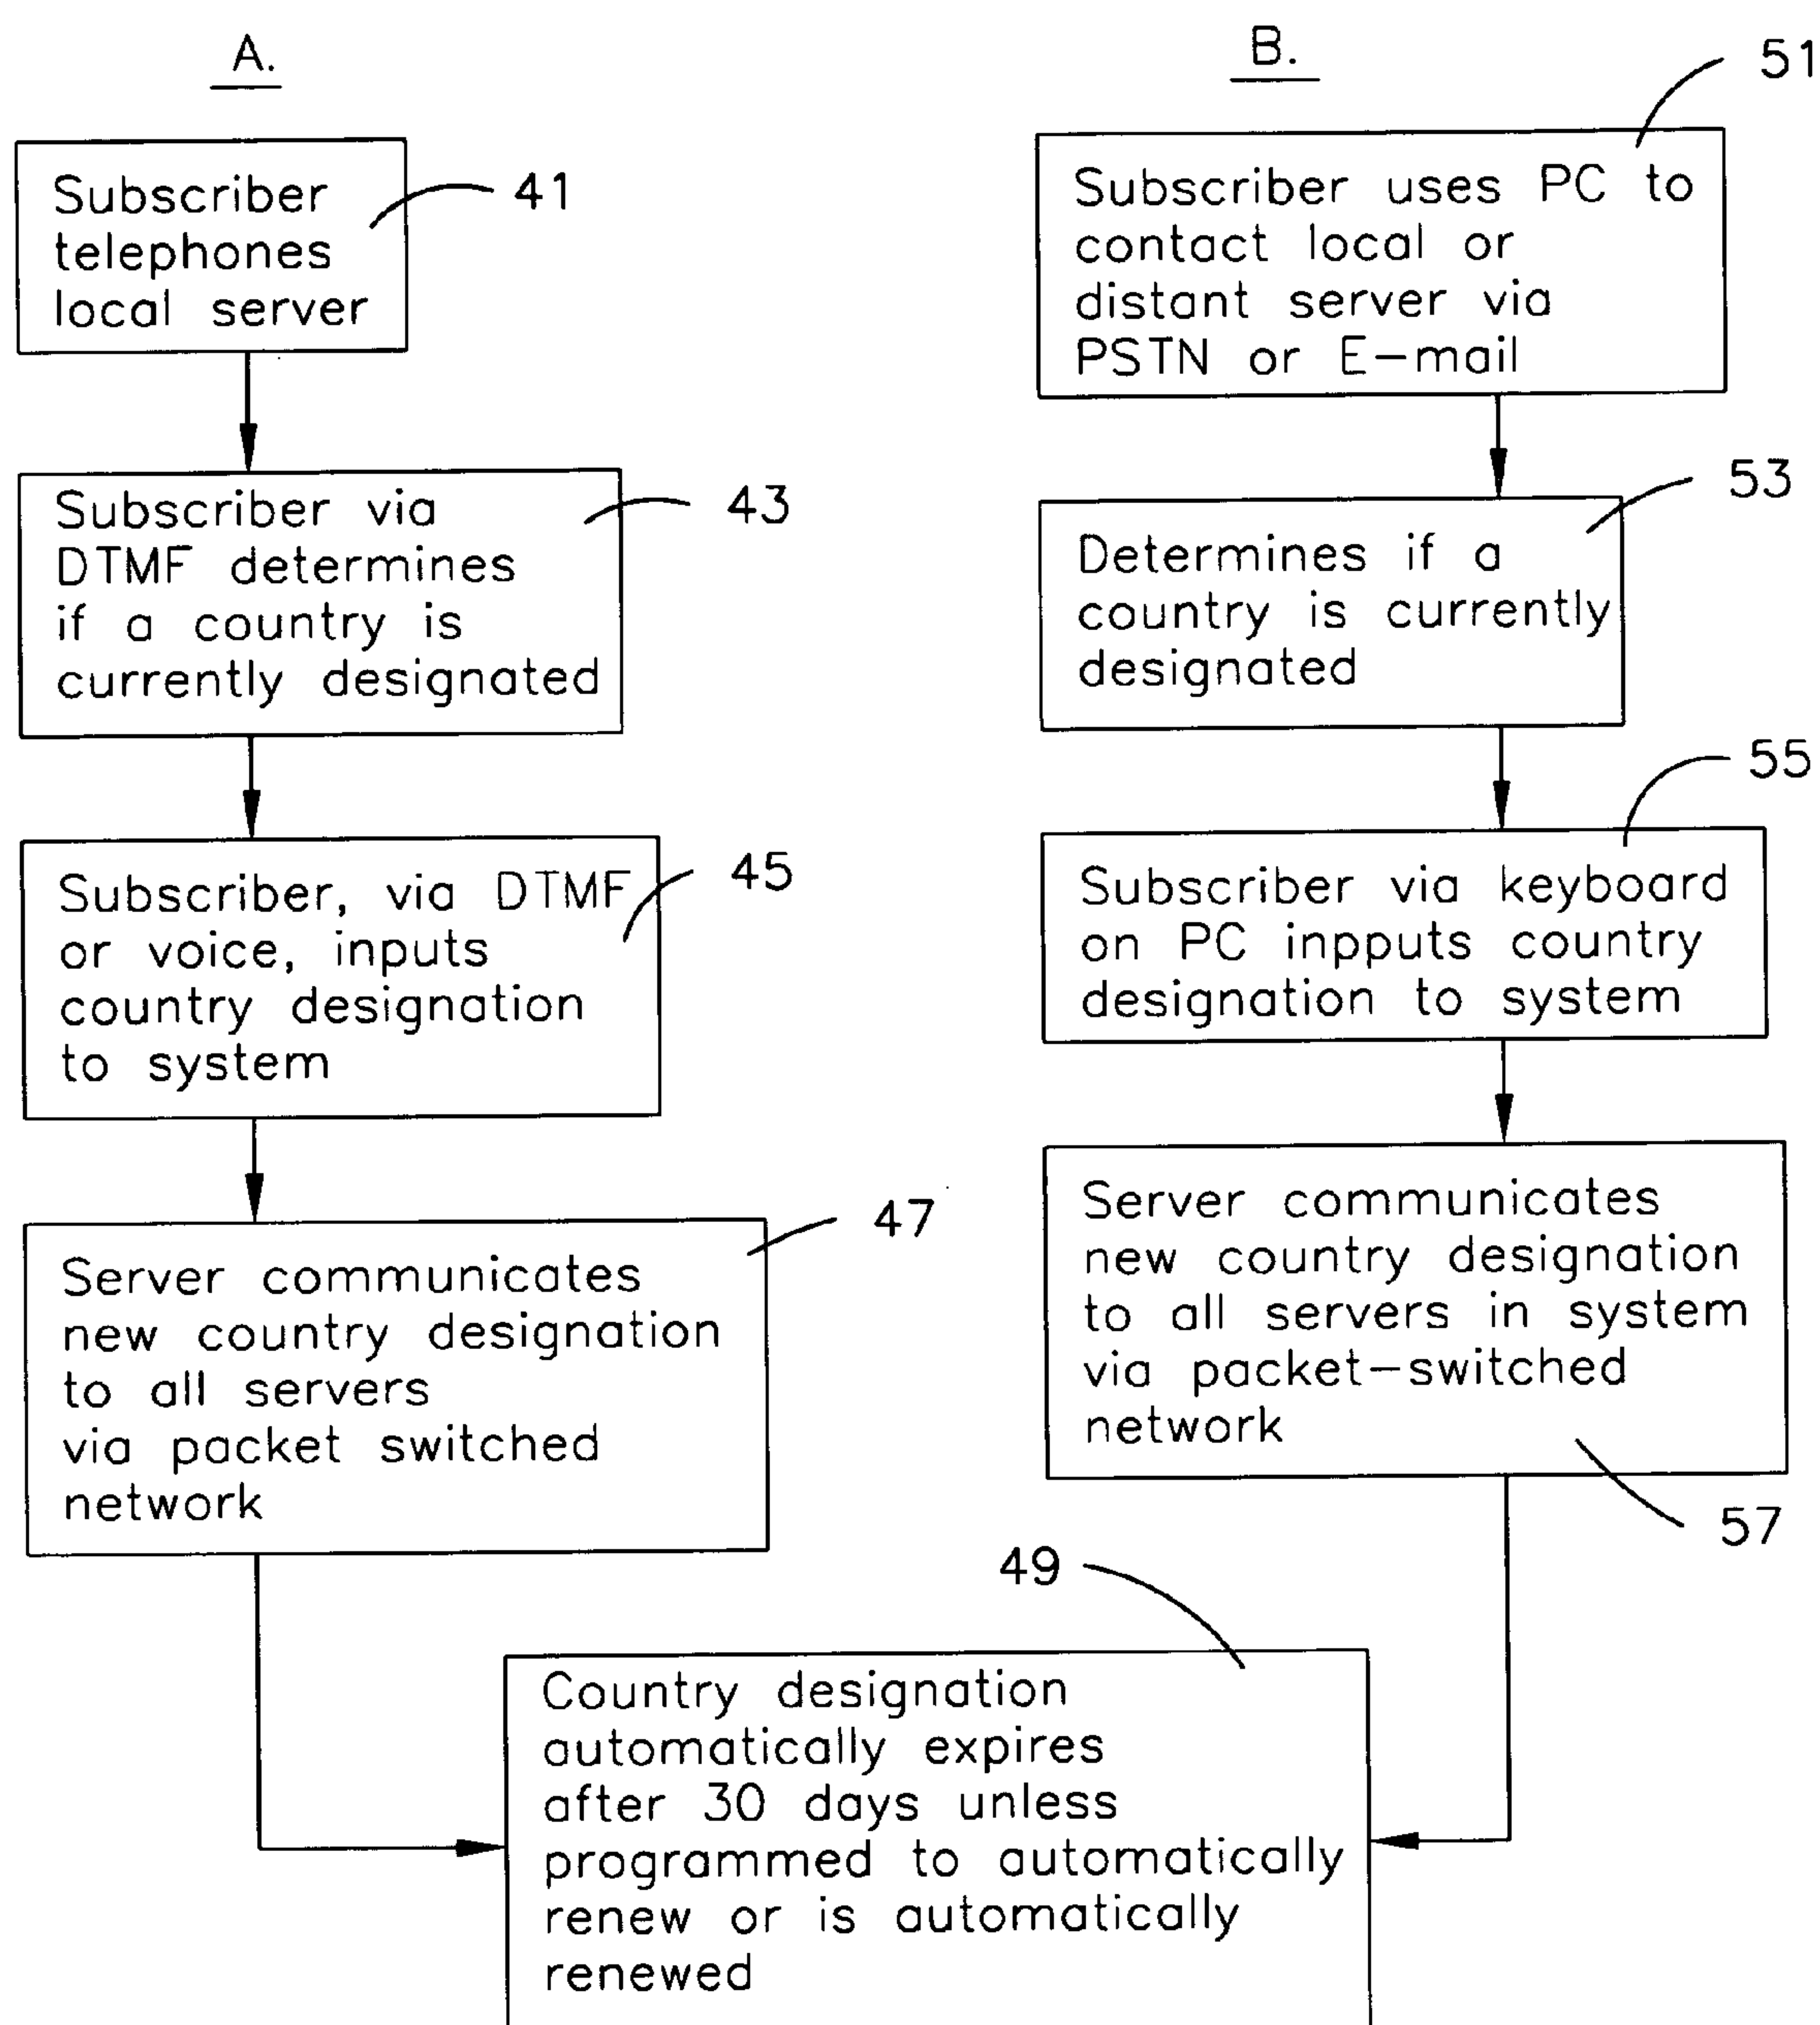 A.
Subscriber
telephones
local server
41
Subscriber via
DTMF determines
if a country is
currently designated
43
Subscriber, via DTMF
or voice, inputs
country designation
to system
45
Server communicates
new country designation
to all servers
via packet switched
network
47
B.
51
Subscriber uses PC to
contact local or
distant server via
PSTN or E-mail
53
Determines if a
country is currently
designated
55
Subscriber via keyboard
on PC inpputs country
designation to system
Server communicates
new country designation
to all servers in system
via packet-switched
network
57
49
Country designation
automatically expires
after 30 days unless
programmed to automatically
renew or is automatically
renewed